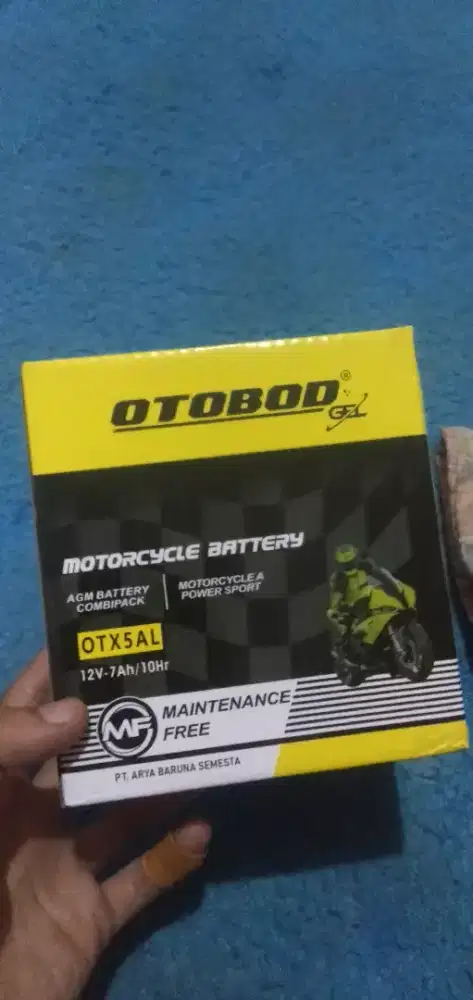 OTOBOD®
GEL
MOTORCYCLE BATTERY
AGM BATTERY
COMBIPACK
MOTORCYCLE A
POWER SPORT
OTX5AL
12V-7Ah/10Hr
MF
MAINTENANCE
FREE
PT. ARYA BARUNA SEMESTA